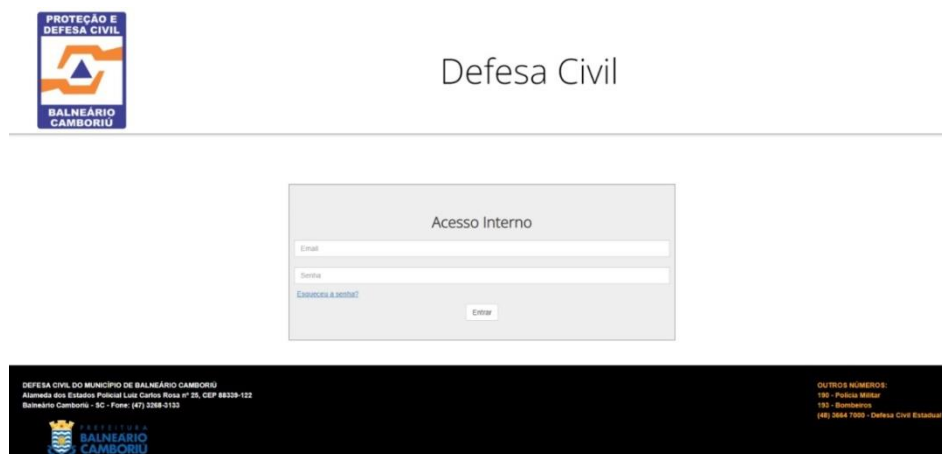 PROTEÇÃO E
DEFESA CIVIL
BALNEÁRIO
CAMBORIÚ
Defesa Civil
Acesso Interno
Email
Senha
Esqueceu a senha?
Entrar
DEFESA CIVIL DO MUNICÍPIO DE BALNEÁRIO CAMBORIÚ
Alameda dos Estados Policial Luiz Carlos Rosa nº 25, CEP 88339-122
Balneário Camboriú - SC - Fone: (47) 3268-3133
PREFEITURA
BALNEÁRIO
CAMBORIÚ
OUTROS NÚMEROS:
190 - Polícia Militar
193 - Bombeiros
(48) 3664 7000 - Defesa Civil Estadual